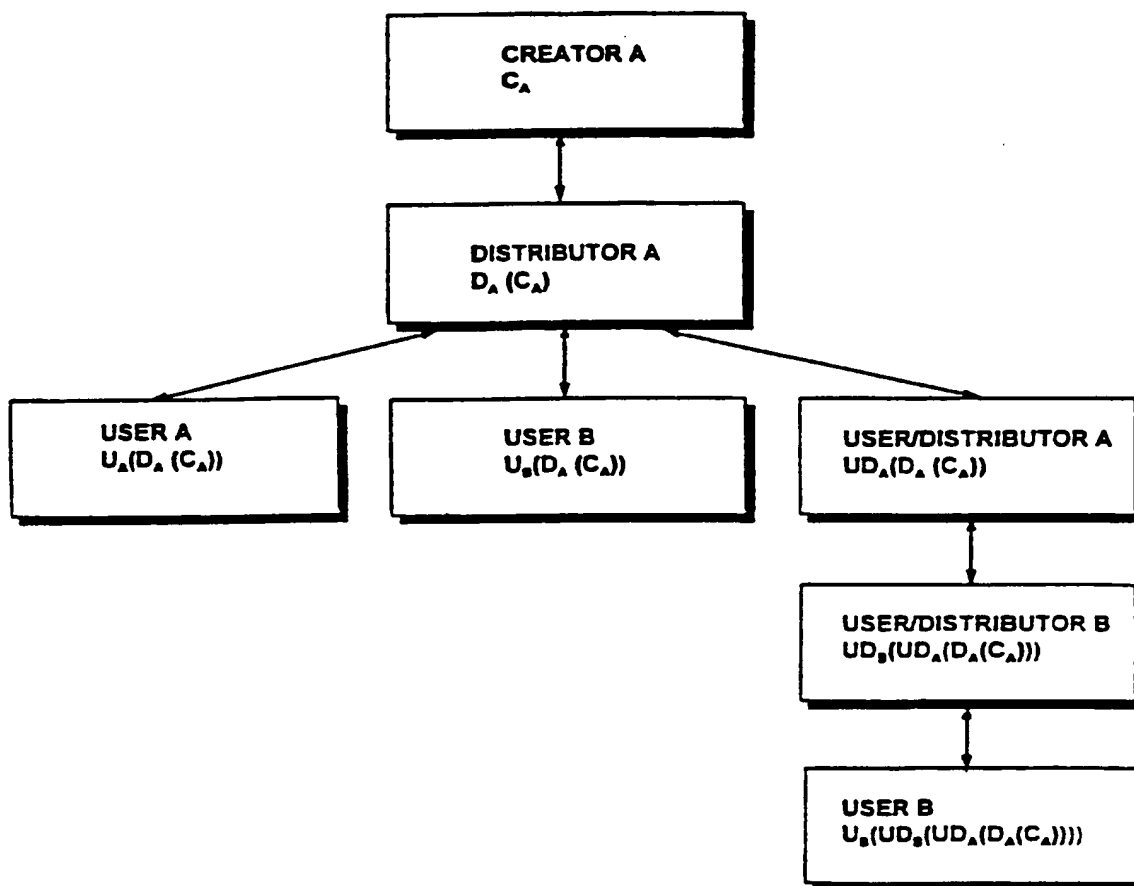 CREATOR A
C_A
DISTRIBUTOR A
D_A (C_A)
USER A
U_A(D_A (C_A))
USER B
U_B(D_A (C_A))
USER/DISTRIBUTOR A
UD_A(D_A (C_A))
USER/DISTRIBUTOR B
UD_B(UD_A(D_A(C_A)))
USER B
U_B(UD_B(UD_A(D_A(C_A))))